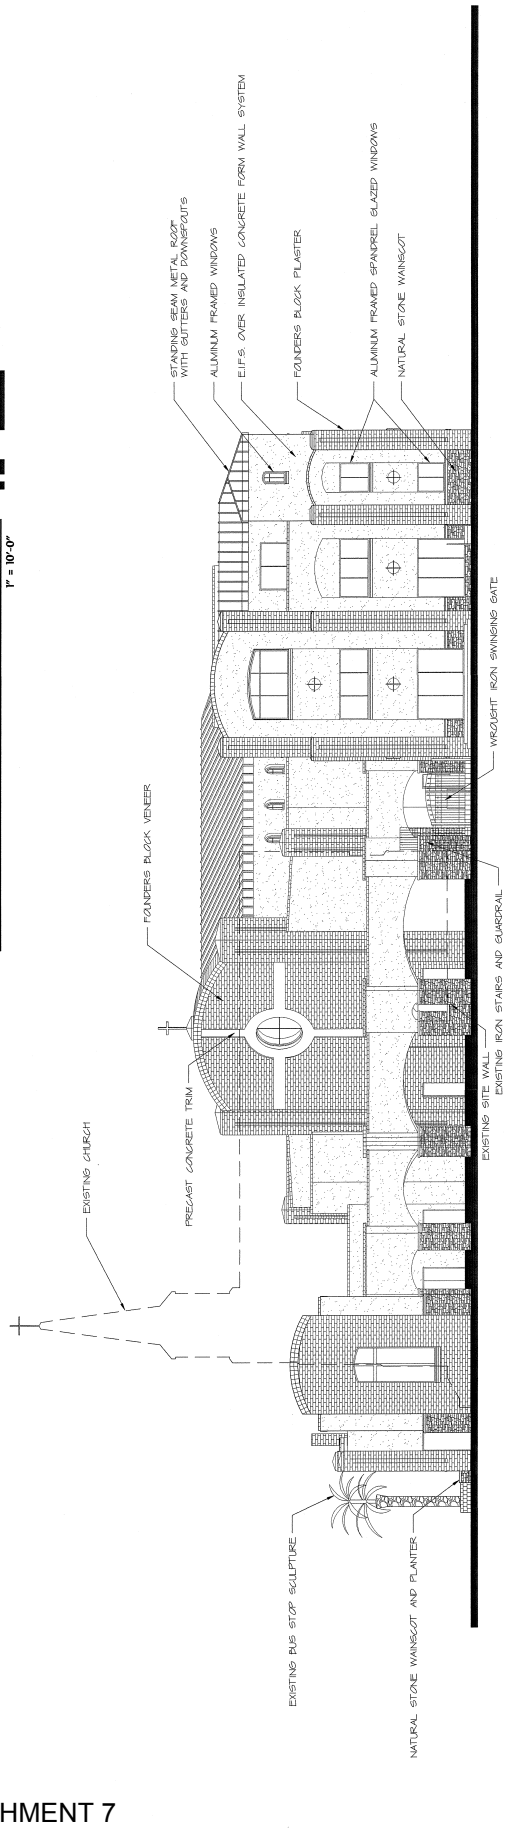 1" = 10'-0"
STANDING SEAM METAL ROOF
WITH GUTTERS AND DOWNSPOUTS
ALUMINUM FRAMED WINDOWS
E.I.F.S. OVER INSULATED CONCRETE FORM WALL SYSTEM
FOUNDERS BLOCK PILASTER
ALUMINUM FRAMED SPANDREL GLAZED WINDOWS
NATURAL STONE WAINSCOT
WROUGHT IRON SWINGING GATE
FOUNDERS BLOCK VENEER
EXISTING IRON STAIRS AND GUARDRAIL
EXISTING SITE WALL
PRECAST CONCRETE TRIM
EXISTING CHURCH
EXISTING BUS STOP SCULPTURE
NATURAL STONE WAINSCOT AND PLANTER
HMENT 7